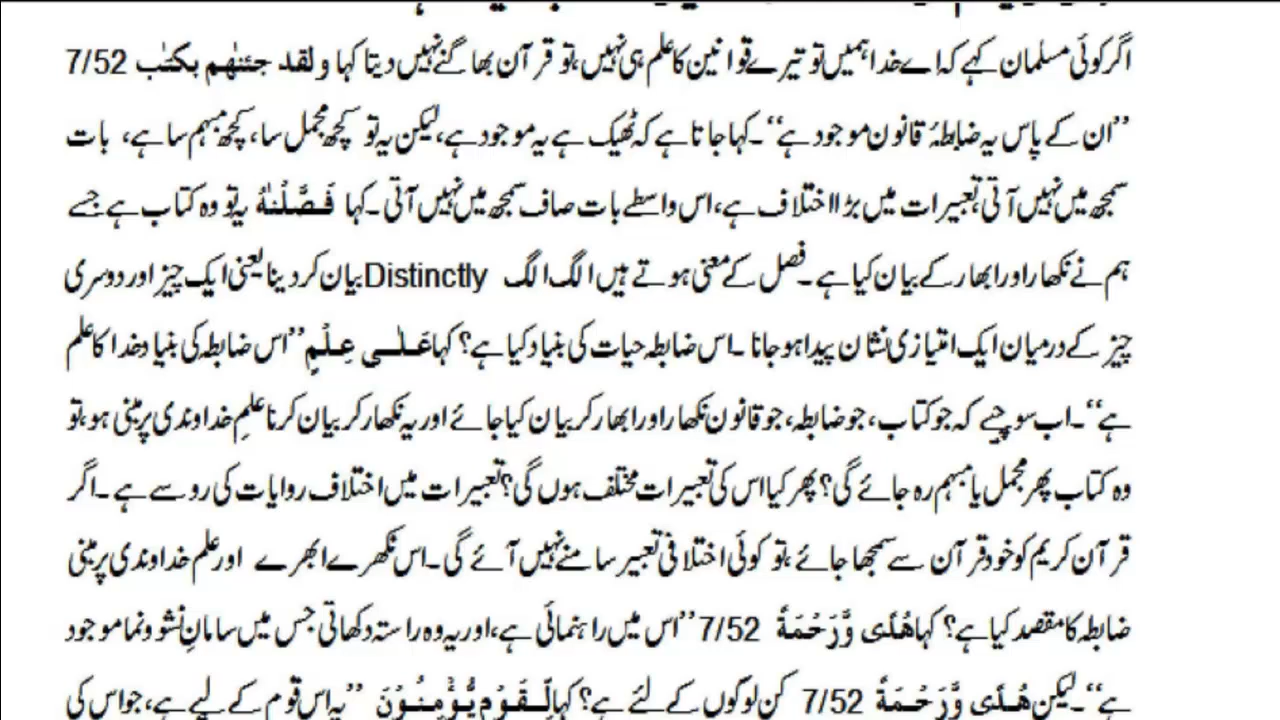 اگر کوئی مسلمان کہے کہ اے خدا ہمیں تو تیرے قوانین کا علم ہی نہیں، تو قرآن بھاگنے نہیں دیتا کہا ولقد جئنٰھم بکتٰب 7/52
’’ان کے پاس یہ ضابطۂ قانون موجود ہے‘‘۔ کہا جاتا ہے کہ ٹھیک ہے یہ موجود ہے، لیکن یہ تو کچھ مجمل سا، کچھ مبہم سا ہے، بات
سمجھ میں نہیں آتی، تعبیرات میں بڑا اختلاف ہے، اس واسطے بات صاف سمجھ میں نہیں آتی۔ کہا فَصَّلْنٰہُ یہ تو وہ کتاب ہے جسے
ہم نے نکھار اور ابھار کے بیان کیا ہے۔ فصل کے معنی ہوتے ہیں الگ الگ Distinctly بیان کر دینا یعنی ایک چیز اور دوسری
چیز کے درمیان ایک امتیازی نشان پیدا ہو جانا۔ اس ضابطہ حیات کی بنیاد کیا ہے؟ کہا عَلٰی عِلْمٍ ’’اس ضابطہ کی بنیاد خدا کا علم
ہے‘‘۔ اب سوچیے کہ جو کتاب، جو ضابطہ، جو قانون نکھار اور ابھار کر بیان کیا جائے اور یہ نکھار کر بیان کرنا علمِ خداوندی پر مبنی ہو، تو
وہ کتاب پھر مجمل یا مبہم رہ جائے گی؟ پھر کیا اس کی تعبیرات مختلف ہوں گی؟ تعبیرات میں اختلاف روایات کی رو سے ہے۔ اگر
قرآن کریم کو خود قرآن سے سمجھا جائے، تو کوئی اختلافی تعبیر سامنے نہیں آئے گی۔ اس نکھرے ابھرے اور علم خداوندی پر مبنی
ضابطہ کا مقصد کیا ہے؟ کہا ھُدًی وَّرَحْمَۃً 7/52 ’’اس میں راہنمائی ہے، اور یہ وہ راستہ دکھاتی جس میں سامانِ نشوونما موجود
ہے‘‘۔ لیکن ھُدًی وَّرَحْمَۃً 7/52 کن لوگوں کے لئے ہے؟ کہا لِّقَوْمٍ یُّؤْمِنُوْنَ ’’یہ اس قوم کے لیے ہے، جو اس کی